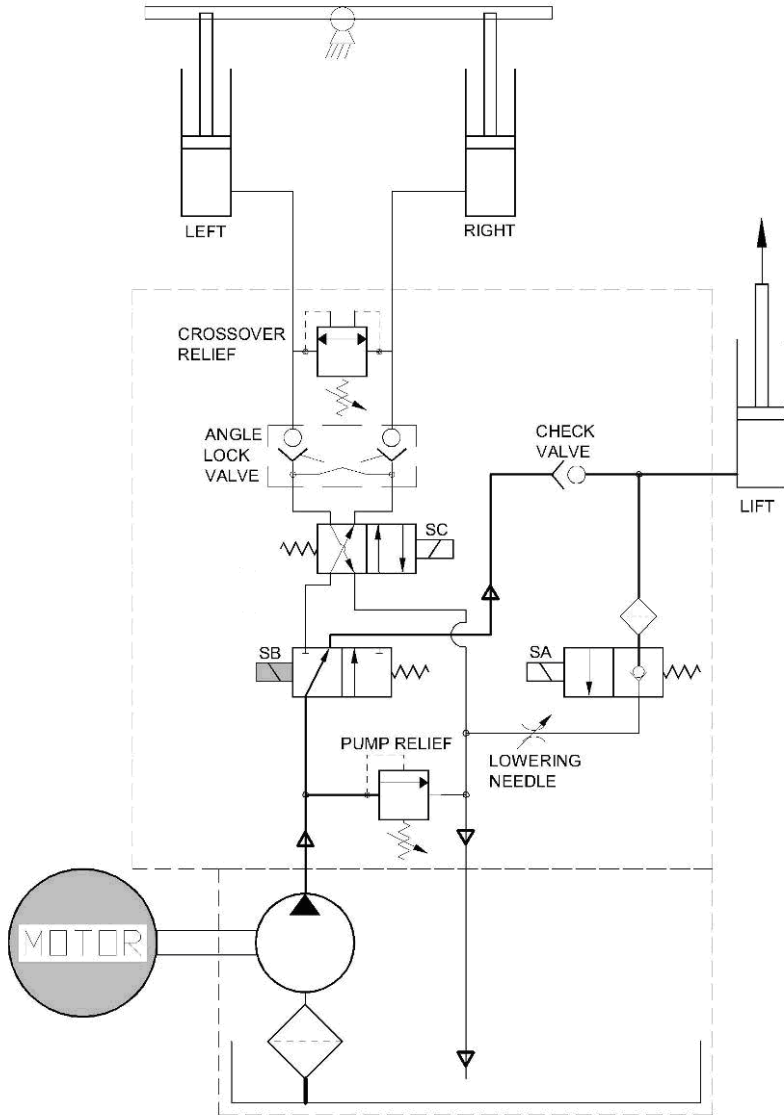 LEFT
RIGHT
CROSSOVER
RELIEF
ANGLE
LOCK
VALVE
CHECK
VALVE
LIFT
SC
SB
SA
PUMP RELIEF
LOWERING
NEEDLE
MOTOR